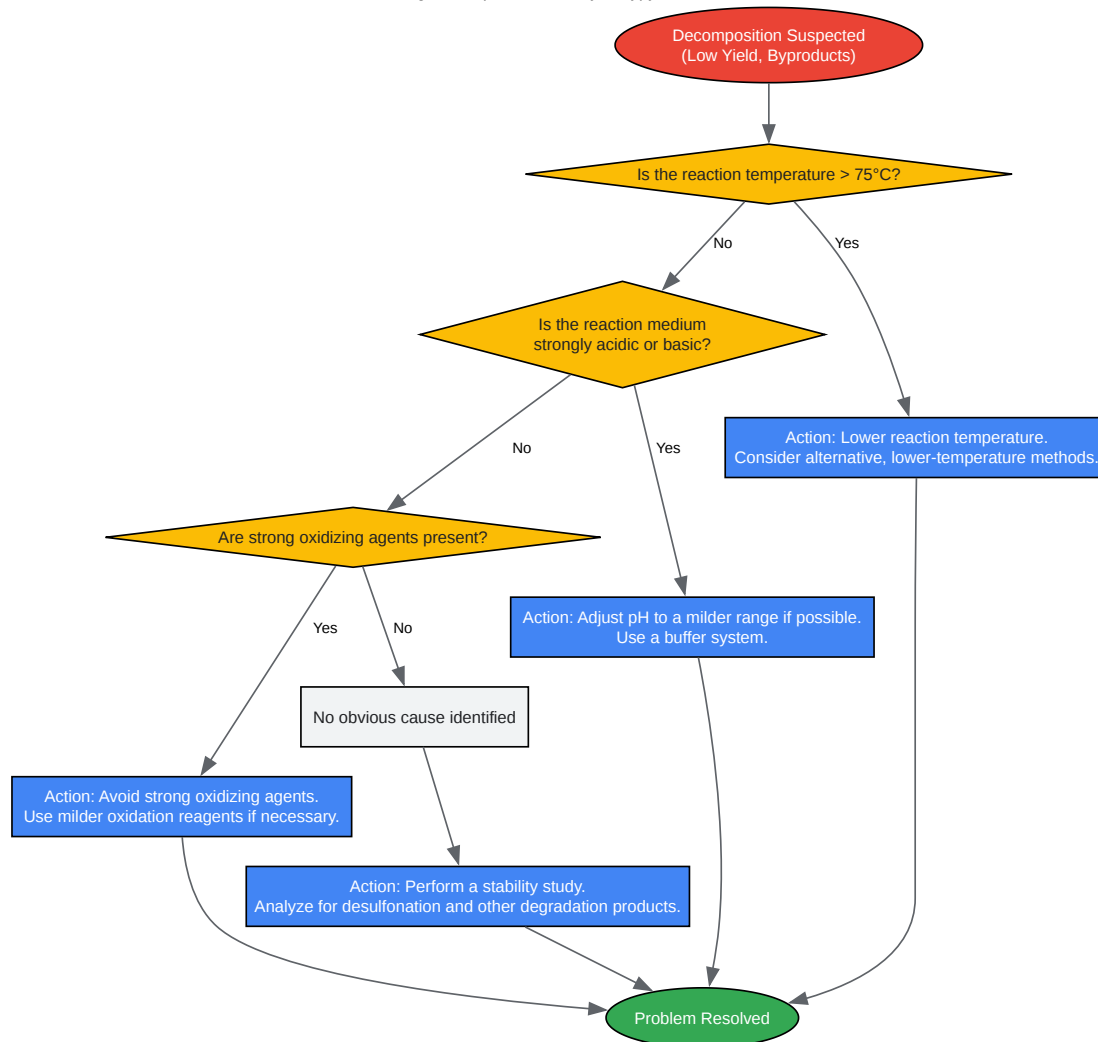 Decomposition Suspected
(Low Yield, Byproducts)
Is the reaction temperature > 75°C?
No
Yes
Is the reaction medium
strongly acidic or basic?
No
Yes
Action: Lower reaction temperature.
Consider alternative, lower-temperature methods.
Are strong oxidizing agents present?
Yes
No
Action: Adjust pH to a milder range if possible.
Use a buffer system.
No obvious cause identified
Action: Avoid strong oxidizing agents.
Use milder oxidation reagents if necessary.
Action: Perform a stability study.
Analyze for desulfonation and other degradation products.
Problem Resolved